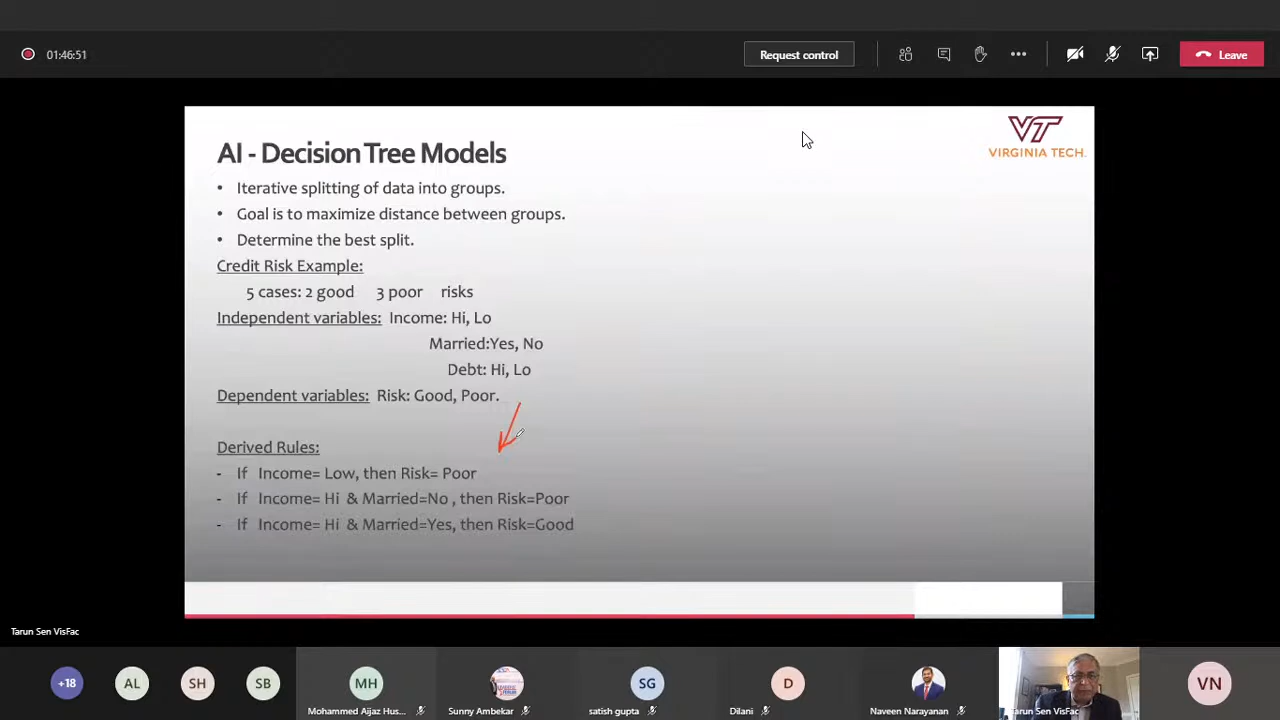 01:46:51
Request control
Leave
VT
VIRGINIA TECH.
AI - Decision Tree Models
• Iterative splitting of data into groups.
• Goal is to maximize distance between groups.
• Determine the best split.
Credit Risk Example:
5 cases: 2 good 3 poor risks
Independent variables: Income: Hi, Lo
Married:Yes, No
Debt: Hi, Lo
Dependent variables: Risk: Good, Poor.
Derived Rules:
- If Income= Low, then Risk= Poor
- If Income= Hi & Married=No , then Risk=Poor
- If Income= Hi & Married=Yes, then Risk=Good
Tarun Sen VisFac
+18
AL
SH
SB
MH
Mohammed Aijaz Hus...
Sunny Ambekar
SG
satish gupta
D
Dilani
Naveen Narayanan
Tarun Sen VisFac
VN